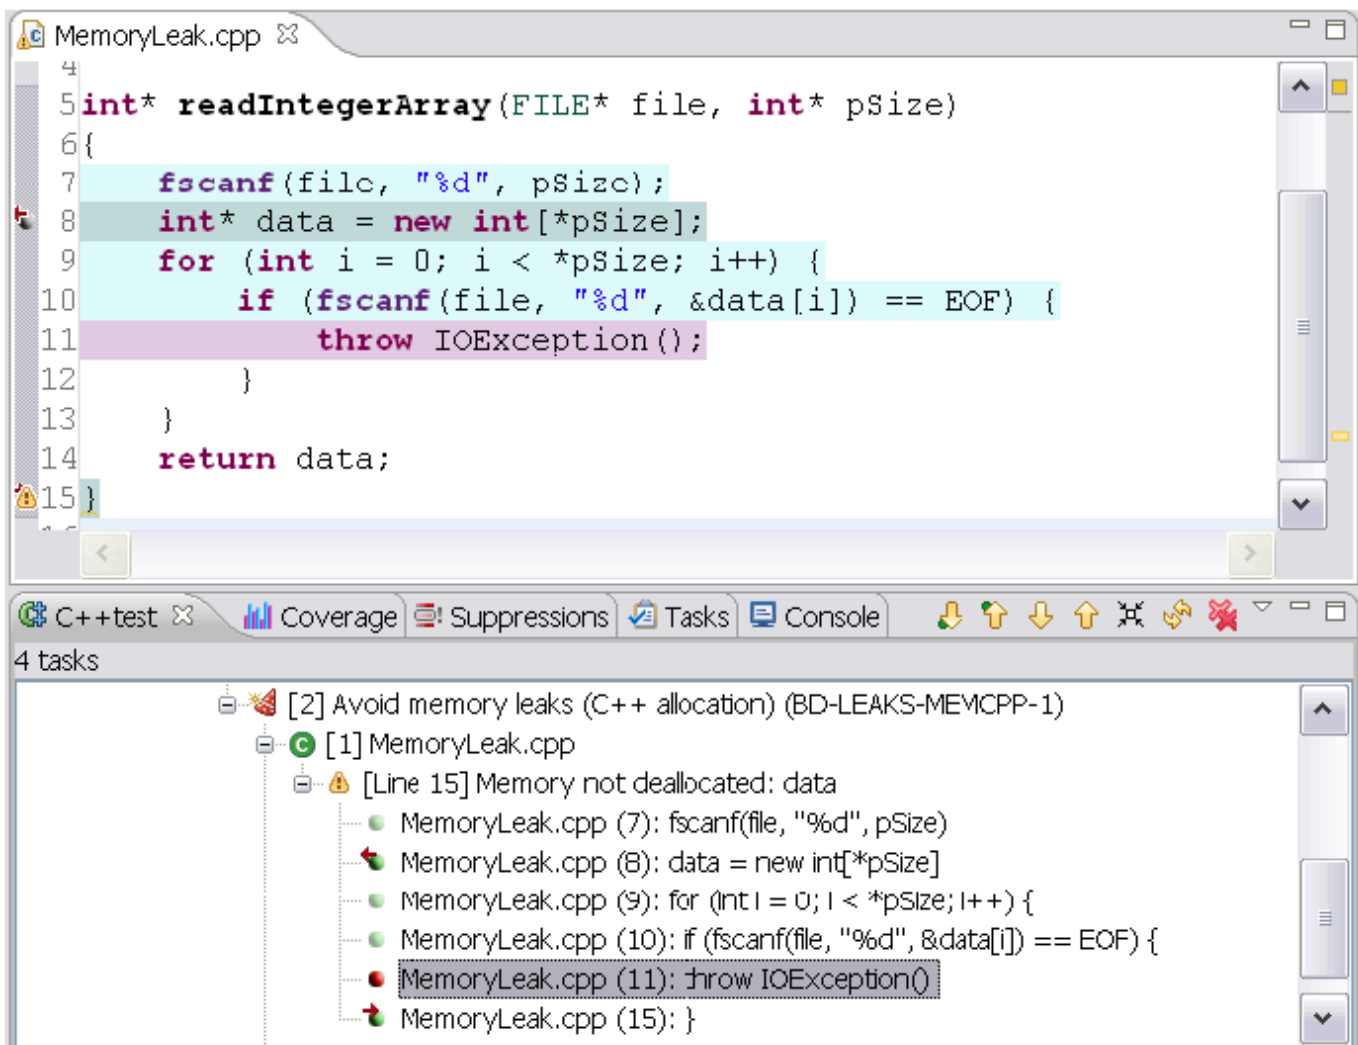 MemoryLeak.cpp
4
5 int* readIntegerArray(FILE* file, int* pSize)
6 {
7 fscanf(file, "%d", pSize);
8 int* data = new int[*pSize];
9 for (int i = 0; i < *pSize; i++) {
10 if (fscanf(file, "%d", &data[i]) == EOF) {
11 throw IOException();
12 }
13 }
14 return data;
15 }
C++test Coverage Suppressions Tasks Console
4 tasks
[2] Avoid memory leaks (C++ allocation) (BD-LEAKS-MEMCPP-1)
[1] MemoryLeak.cpp
[Line 15] Memory not deallocated: data
MemoryLeak.cpp (7): fscanf(file, "%d", pSize)
MemoryLeak.cpp (8): data = new int[*pSize]
MemoryLeak.cpp (9): for (int i = 0; i < *pSize; i++) {
MemoryLeak.cpp (10): if (fscanf(file, "%d", &data[i]) == EOF) {
MemoryLeak.cpp (11): throw IOException()
MemoryLeak.cpp (15): }